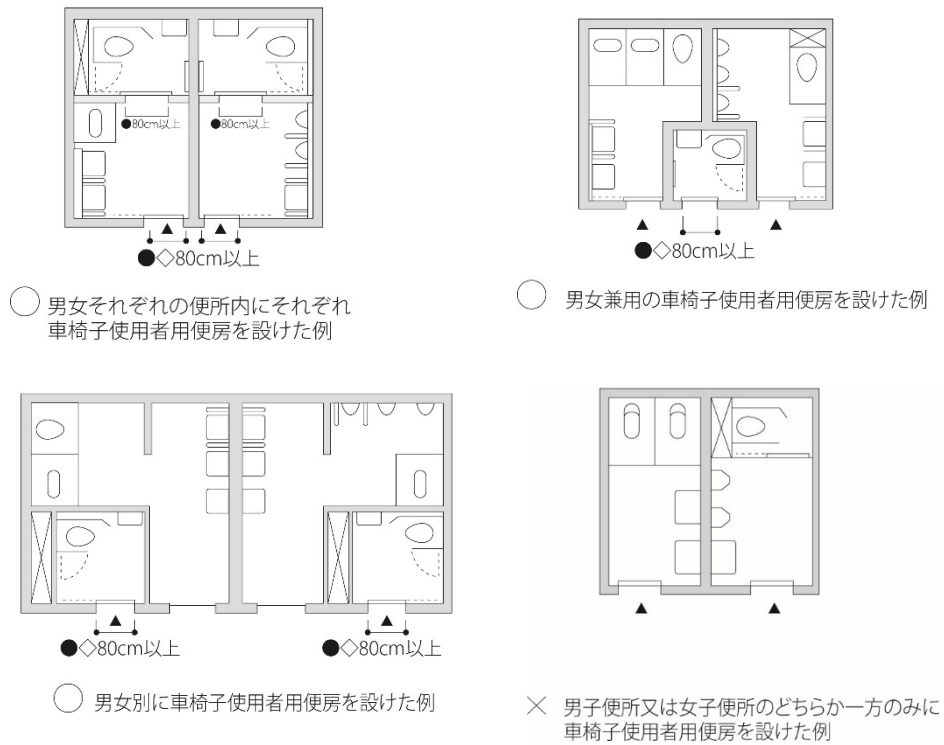 ●80cm以上
●80cm以上
▲
▲
●◇80cm以上
○ 男女それぞれの便所内にそれぞれ
車椅子使用者用便房を設けた例
▲
▲
●◇80cm以上
○ 男女兼用の車椅子使用者用便房を設けた例
▲
●◇80cm以上
▲
●◇80cm以上
○ 男女別に車椅子使用者用便房を設けた例
▲
▲
× 男子便所又は女子便所のどちらか一方のみに
車椅子使用者用便房を設けた例